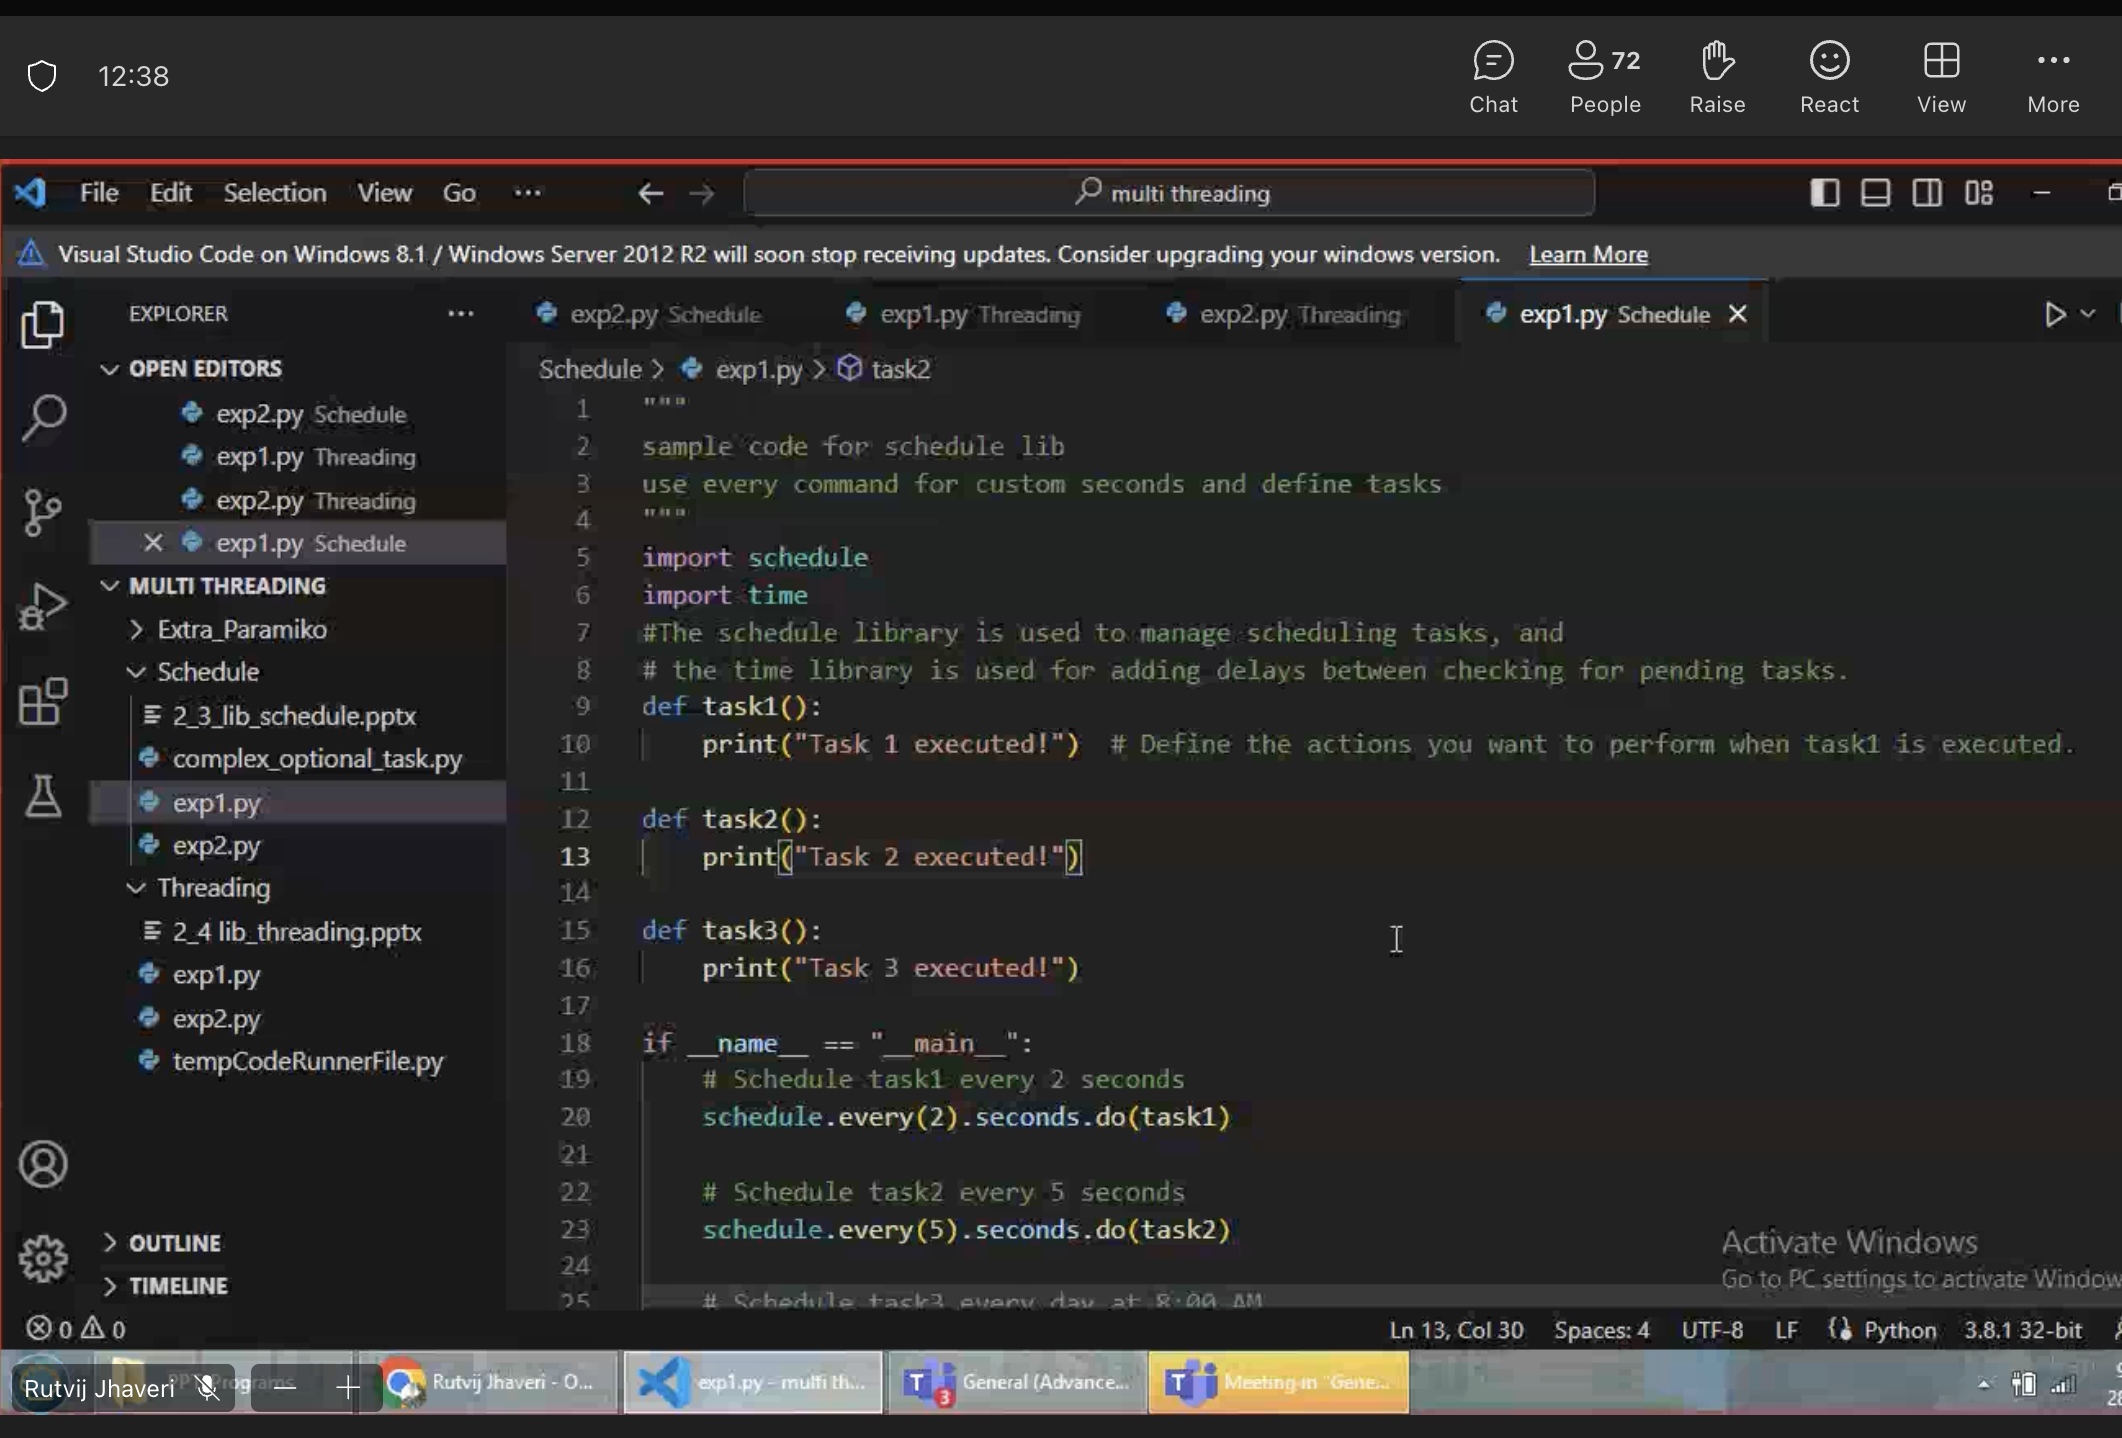 12:38
Chat
72
People
Raise
React
View
More
File Edit Selection View Go ···
multi threading
Visual Studio Code on Windows 8.1 / Windows Server 2012 R2 will soon stop receiving updates. Consider upgrading your windows version. Learn More
EXPLORER
OPEN EDITORS
exp2.py Schedule
exp1.py Threading
exp2.py Threading
exp1.py Schedule
MULTI THREADING
Extra_Paramiko
Schedule
2_3_lib_schedule.pptx
complex_optional_task.py
exp1.py
exp2.py
Threading
2_4 lib_threading.pptx
exp1.py
exp2.py
tempCodeRunnerFile.py
OUTLINE
TIMELINE
exp2.py Schedule exp1.py Threading exp2.py Threading exp1.py Schedule
Schedule > exp1.py > task2
1 """
2 sample code for schedule lib
3 use every command for custom seconds and define tasks
4 """
5 import schedule
6 import time
7 #The schedule library is used to manage scheduling tasks, and
8 # the time library is used for adding delays between checking for pending tasks.
9 def task1():
10 print("Task 1 executed!") # Define the actions you want to perform when task1 is executed.
11
12 def task2():
13 print("Task 2 executed!")
14
15 def task3():
16 print("Task 3 executed!")
17
18 if __name__ == "__main__":
19 # Schedule task1 every 2 seconds
20 schedule.every(2).seconds.do(task1)
21
22 # Schedule task2 every 5 seconds
23 schedule.every(5).seconds.do(task2)
24
25 # Schedule task3 every day at 8:00 AM
Activate Windows
Go to PC settings to activate Window
0 0
Ln 13, Col 30 Spaces: 4 UTF-8 LF Python 3.8.1 32-bit
Rutvij Jhaveri
Rutvij Jhaveri - O...
exp1.py - multi th...
3
General (Advance...
Meeting in "Gene...
28